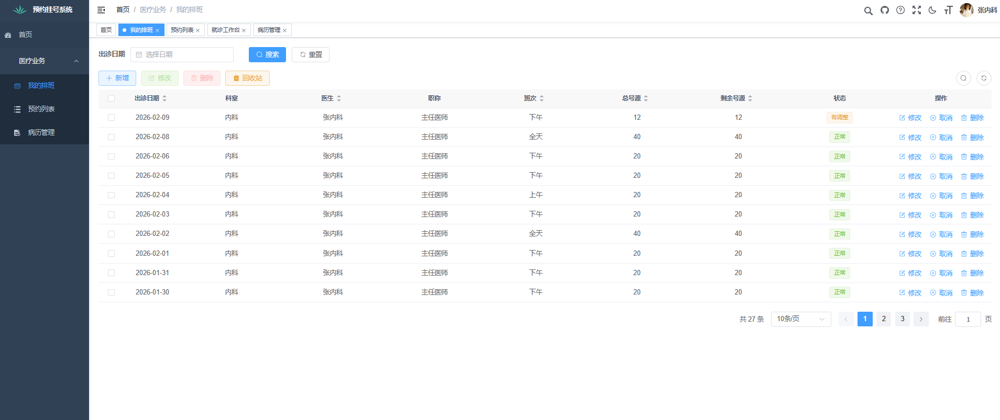 预约挂号系统
首页 / 医疗业务 / 我的排班
张内科
首页
医疗业务
我的排班
预约列表
病历管理
首页 我的排班 预约列表 就诊工作台 病历管理
出诊日期 选择日期 搜索 重置
新增 修改 删除 回收站
出诊日期 科室 医生 职称 班次 总号源 剩余号源 状态 操作
2026-02-09 内科 张内科 主任医师 下午 12 12 有调整 修改 取消 删除
2026-02-08 内科 张内科 主任医师 全天 40 40 正常 修改 取消 删除
2026-02-06 内科 张内科 主任医师 下午 20 20 正常 修改 取消 删除
2026-02-05 内科 张内科 主任医师 下午 20 20 正常 修改 取消 删除
2026-02-04 内科 张内科 主任医师 上午 20 20 正常 修改 取消 删除
2026-02-03 内科 张内科 主任医师 下午 20 20 正常 修改 取消 删除
2026-02-02 内科 张内科 主任医师 全天 40 40 正常 修改 取消 删除
2026-02-01 内科 张内科 主任医师 下午 20 20 正常 修改 取消 删除
2026-01-31 内科 张内科 主任医师 下午 20 20 正常 修改 取消 删除
2026-01-30 内科 张内科 主任医师 下午 20 20 正常 修改 取消 删除
共 27 条 10条/页 1 2 3 前往 1 页